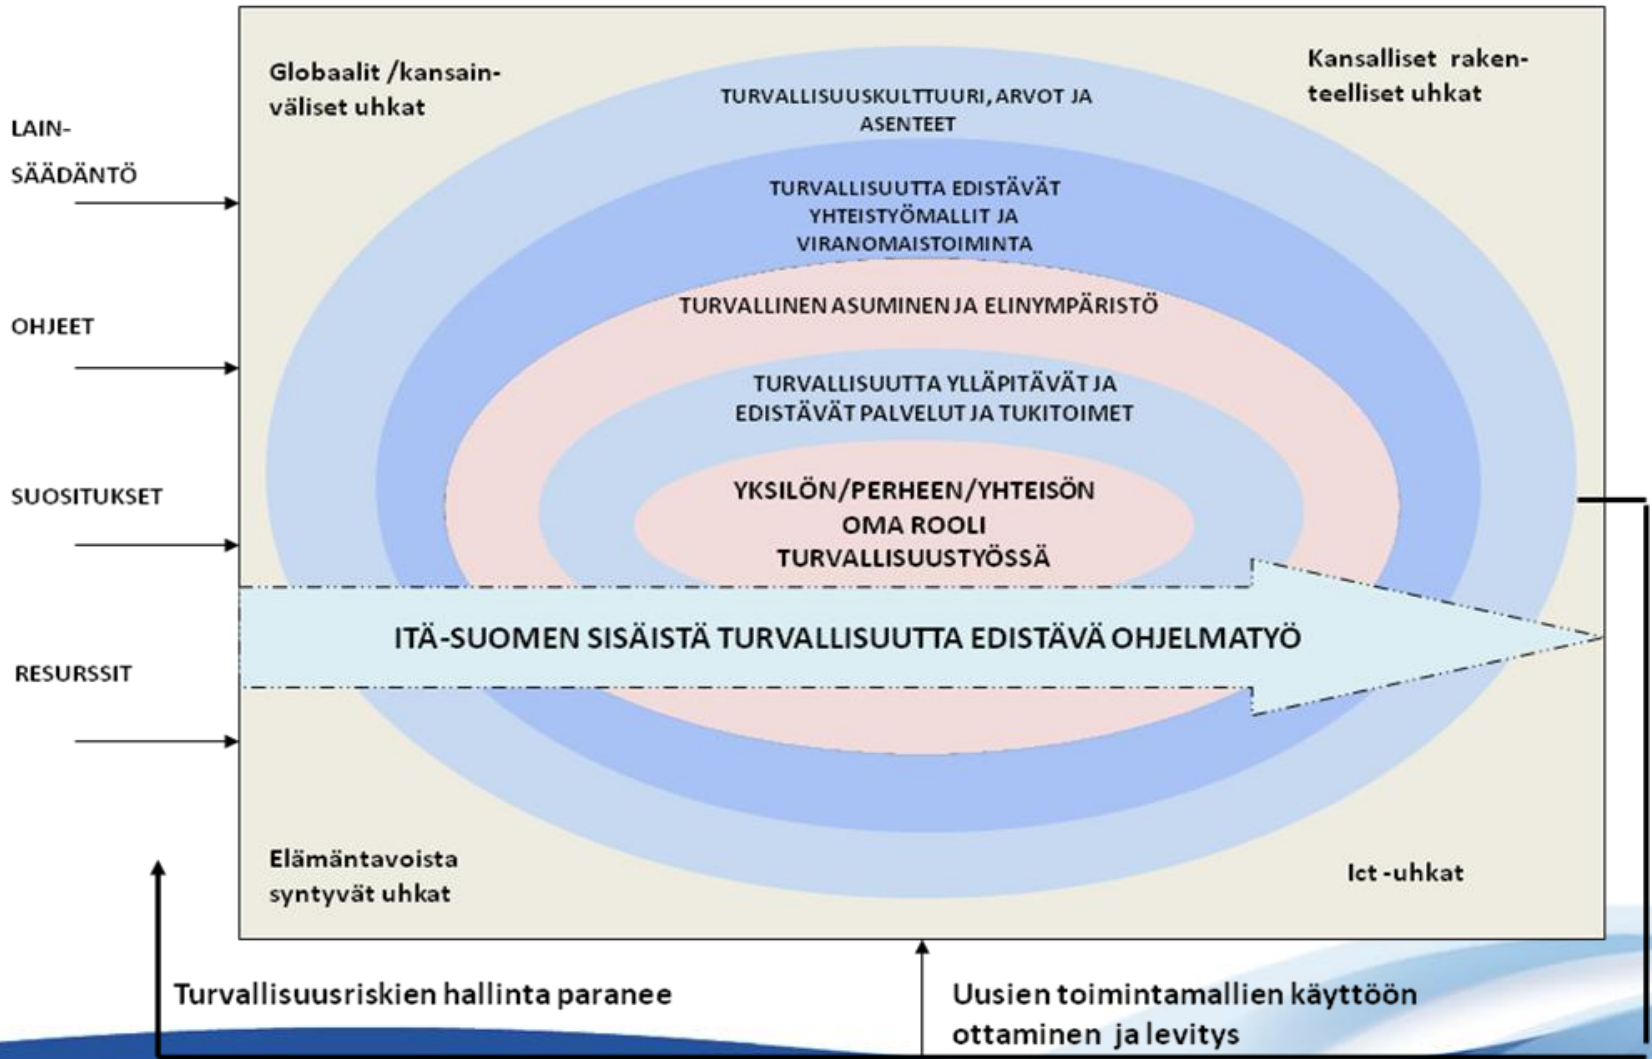 Globaalit /kansain-
väliset uhkat
Kansalliset raken-
teelliset uhkat
TURVALLISUUSKULTTUURI, ARVOT JA
ASENTEET
LAIN-
SÄÄDÄNTÖ
TURVALLISUUTTA EDISTÄVÄT
YHTEISTYÖMALLIT JA
VIRANOMAISTOIMINTA
TURVALLINEN ASUMINEN JA ELINYMPÄRISTÖ
OHJEET
TURVALLISUUTTA YLLÄPITÄVÄT JA
EDISTÄVÄT PALVELUT JA TUKITOIMET
SUOSITUKSET
YKSILÖN/PERHEEN/YHTEISÖN
OMA ROOLI
TURVALLISUUSTYÖSSÄ
ITÄ-SUOMEN SISÄISTÄ TURVALLISUUTTA EDISTÄVÄ OHJELMATYÖ
RESURSSIT
Elämäntavoista
syntyvät uhkat
Ict -uhkat
Turvallisuusriskien hallinta paranee
Uusien toimintamallien käyttöön
ottaminen ja levitys